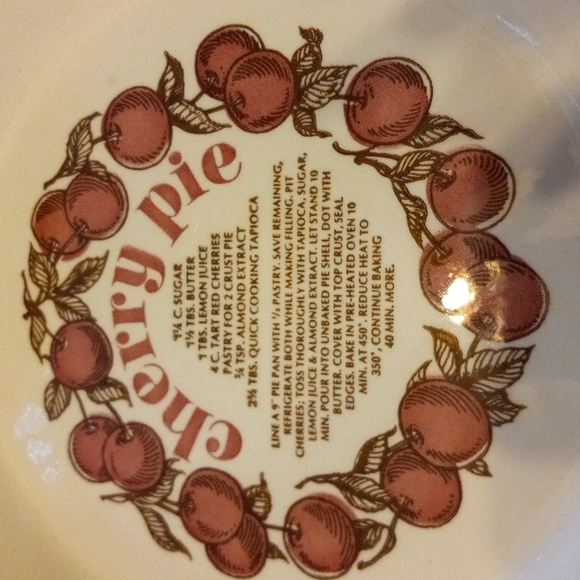 cherry pie
1¼ C. SUGAR
1½ TBS. BUTTER
1 TBS. LEMON JUICE
4 C. TART RED CHERRIES
PASTRY FOR 2 CRUST PIE
¼ TSP. ALMOND EXTRACT
2½ TBS. QUICK COOKING TAPIOCA
LINE A 9" PIE PAN WITH ½ PASTRY. SAVE REMAINING,
REFRIGERATE BOTH WHILE MAKING FILLING. PIT
CHERRIES; TOSS THOROUGHLY WITH TAPIOCA, SUGAR,
LEMON JUICE & ALMOND EXTRACT. LET STAND 10
MIN. POUR INTO UNBAKED PIE SHELL, DOT WITH
BUTTER. COVER WITH TOP CRUST, SEAL
EDGES. BAKE IN PRE-HEATED OVEN 10
MIN. AT 450°. REDUCE HEAT TO
350°, CONTINUE BAKING
40 MIN. MORE.